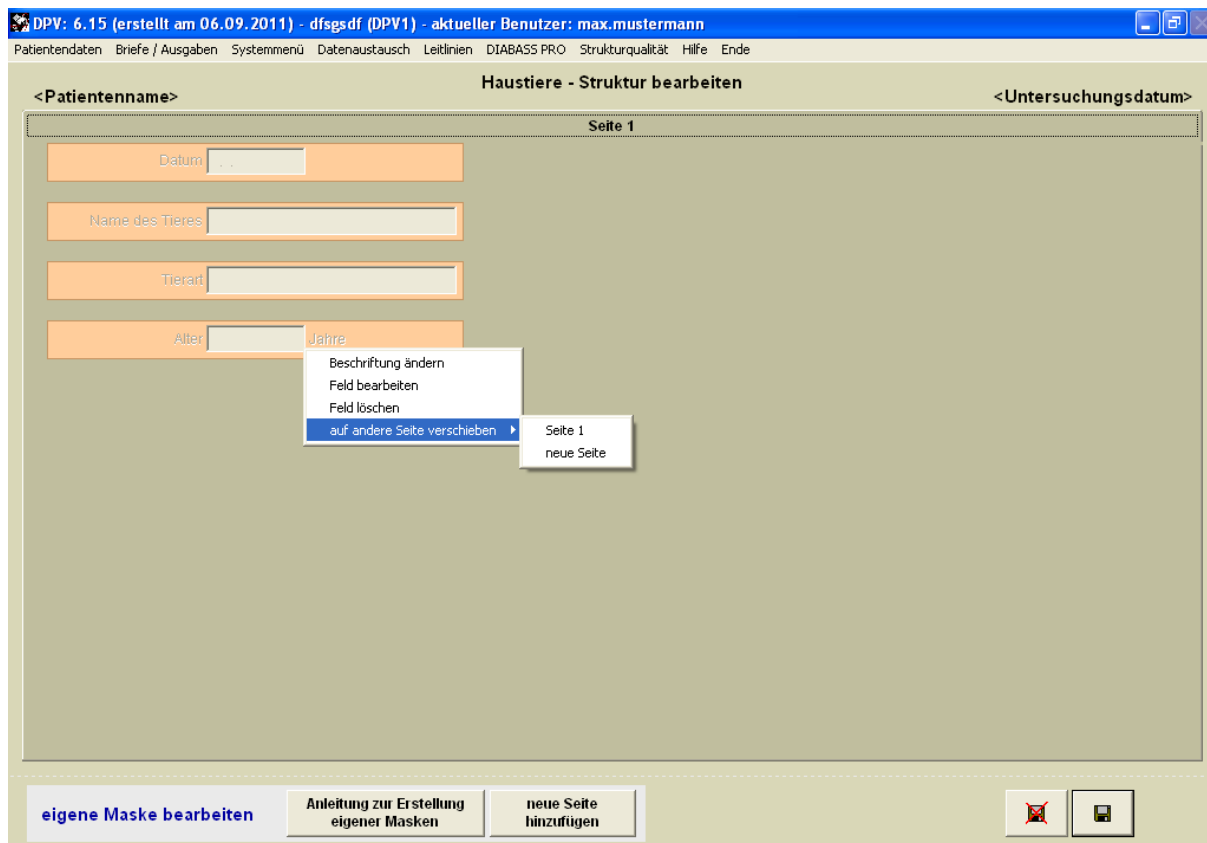 DPV: 6.15 (erstellt am 06.09.2011) - dfsgsdf (DPV1) - aktueller Benutzer: max.mustermann
Patientendaten Briefe / Ausgaben Systemmenü Datenaustausch Leitlinien DIABASS PRO Strukturqualität Hilfe Ende
Haustiere - Struktur bearbeiten
<Patientenname> <Untersuchungsdatum>
Seite 1
Datum . .
Name des Tieres
Tierart
Alter Jahre
Beschriftung ändern
Feld bearbeiten
Feld löschen
auf andere Seite verschieben Seite 1
neue Seite
eigene Maske bearbeiten
Anleitung zur Erstellung
eigener Masken
neue Seite
hinzufügen